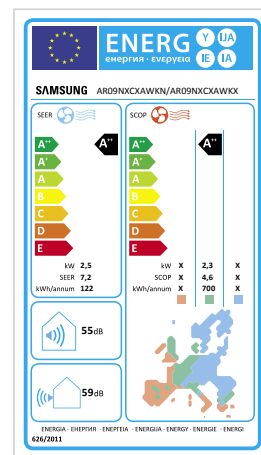 ENERG Y IJA
енергия · ενεργεια IE IA
SAMSUNG AR09NXCXAWKN/AR09NXCXAWKX
SEER SCOP
A++ A++ A++ A++
A+ A+
A A
B B
C C
D D
E E
kW 2,5 kW X 2,3 X
SEER 7,2 SCOP X 4,6 X
kWh/annum 122 kWh/annum X 700 X
55dB
59dB
ENERGIA - ЕНЕРГИЯ - ΕΝΕΡΓΕΙΑ - ENERGIJA - ENERGY - ENERGIE - ENERGI
626/2011